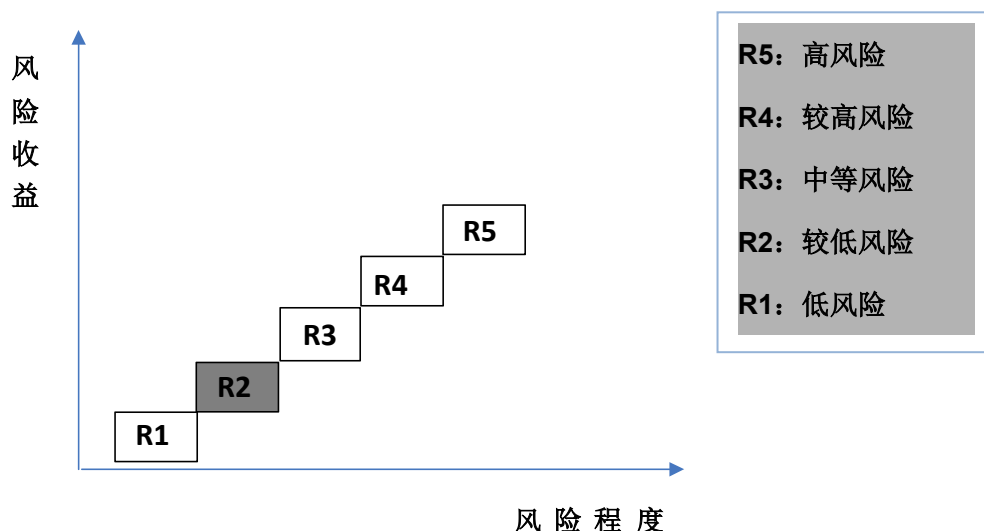 风
险
收
益
R5
R4
R3
R2
R1
风 险 程 度
R5：高风险
R4：较高风险
R3：中等风险
R2：较低风险
R1：低风险